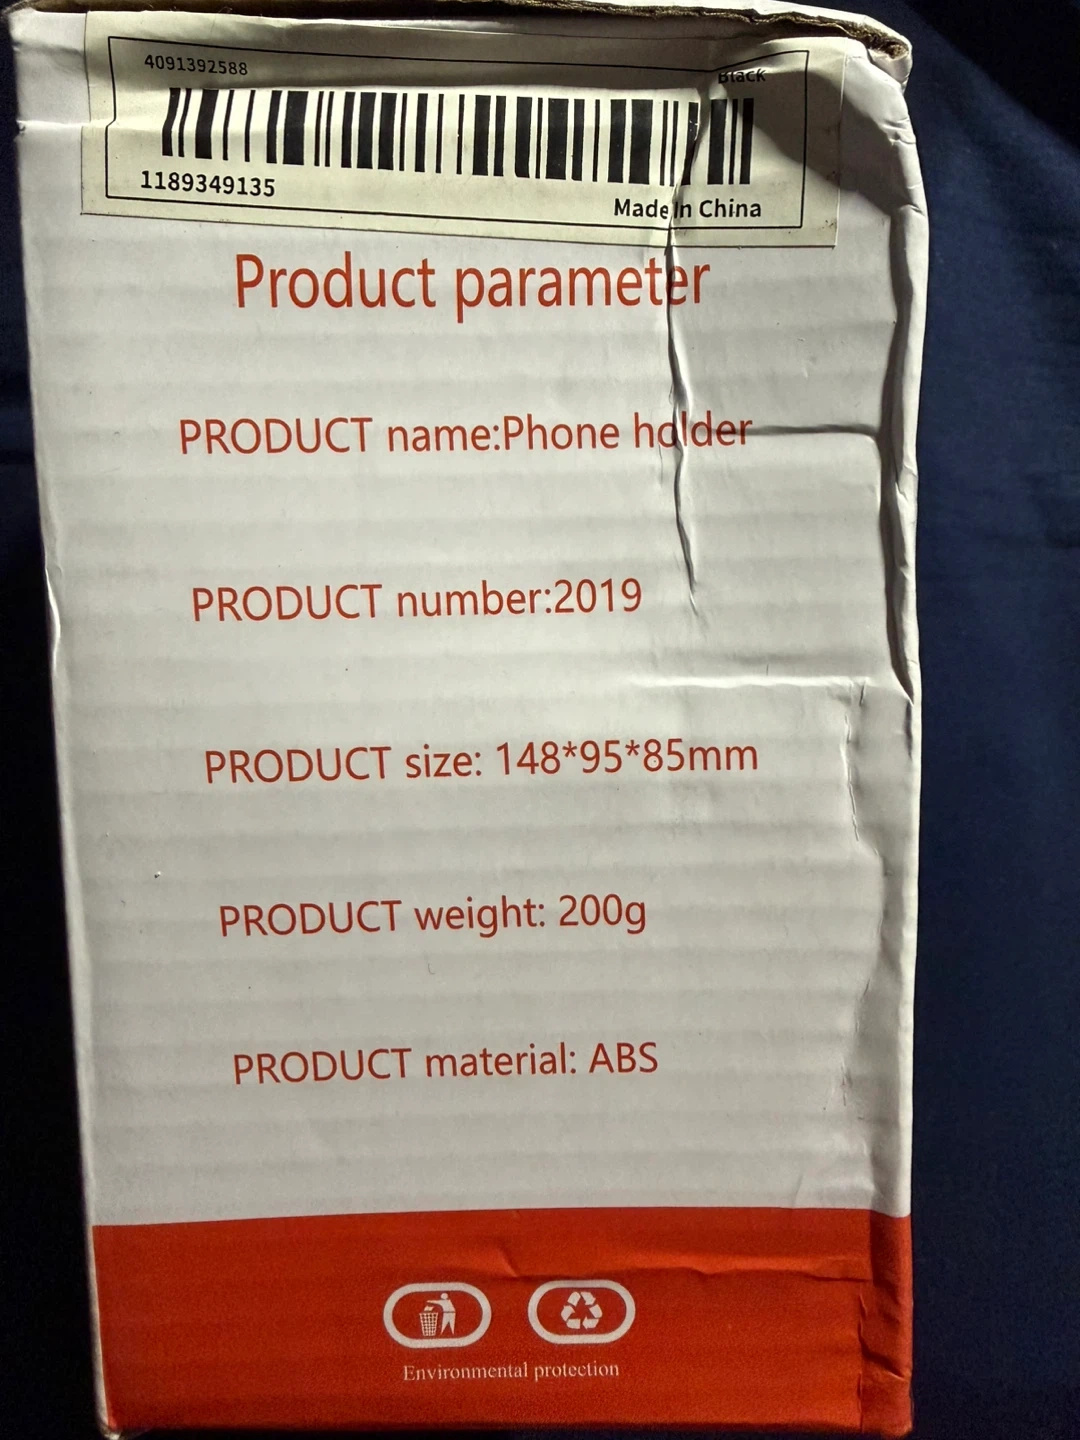 4091392588
Black
1189349135
Made In China
Product parameter
PRODUCT name:Phone holder
PRODUCT number:2019
PRODUCT size: 148*95*85mm
PRODUCT weight: 200g
PRODUCT material: ABS
Environmental protection